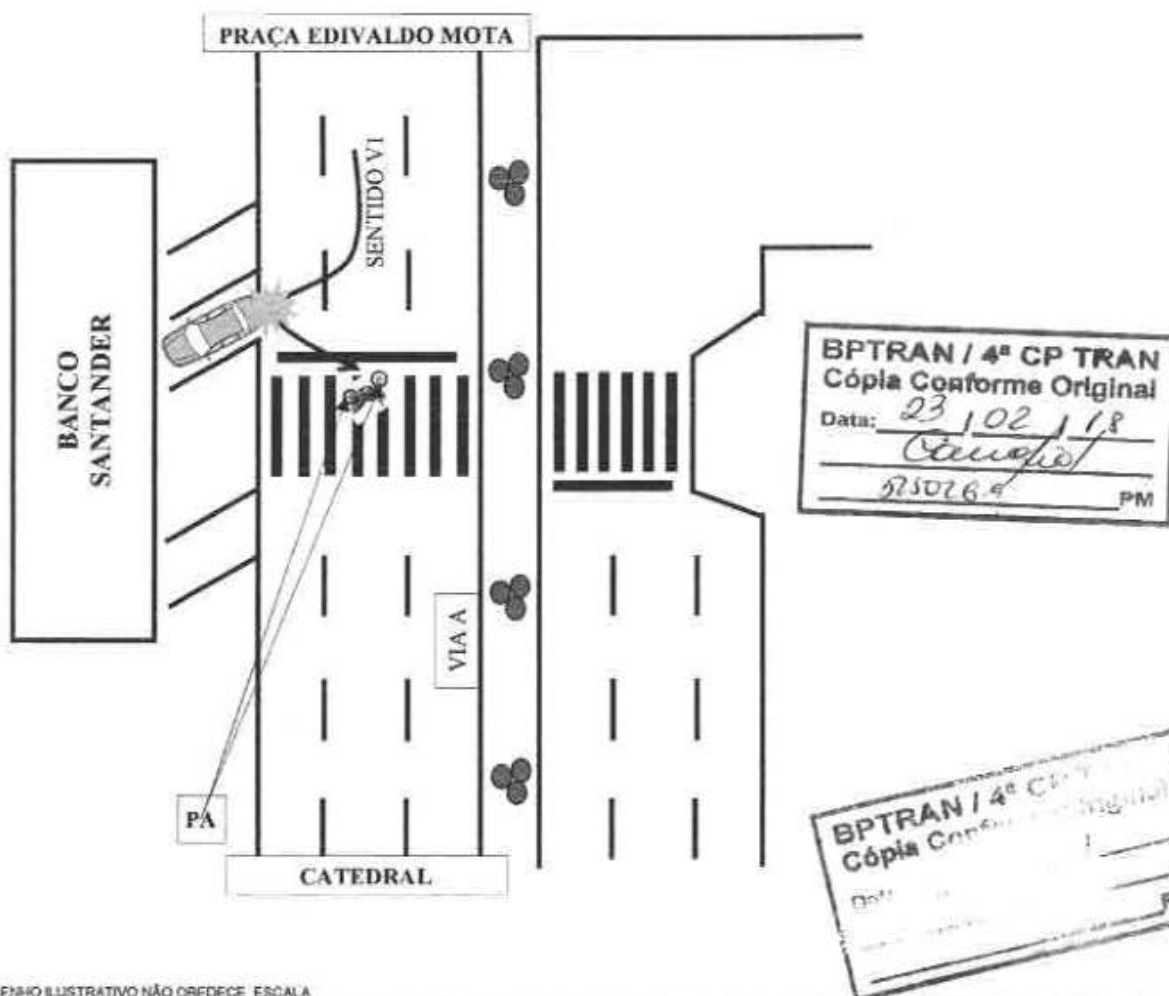 PRAÇA EDIVALDO MOTA
SENTIDO V1
BANCO
SANTANDER
BPTRAN / 4ª CP TRAN
Cópia Conforme Original
Data: 23 / 02 / 18
PM
VIA A
PA
CATEDRAL
BPTRAN / 4ª
Cópia
ILUSTRATIVO NÃO OBEDECE ESCALA